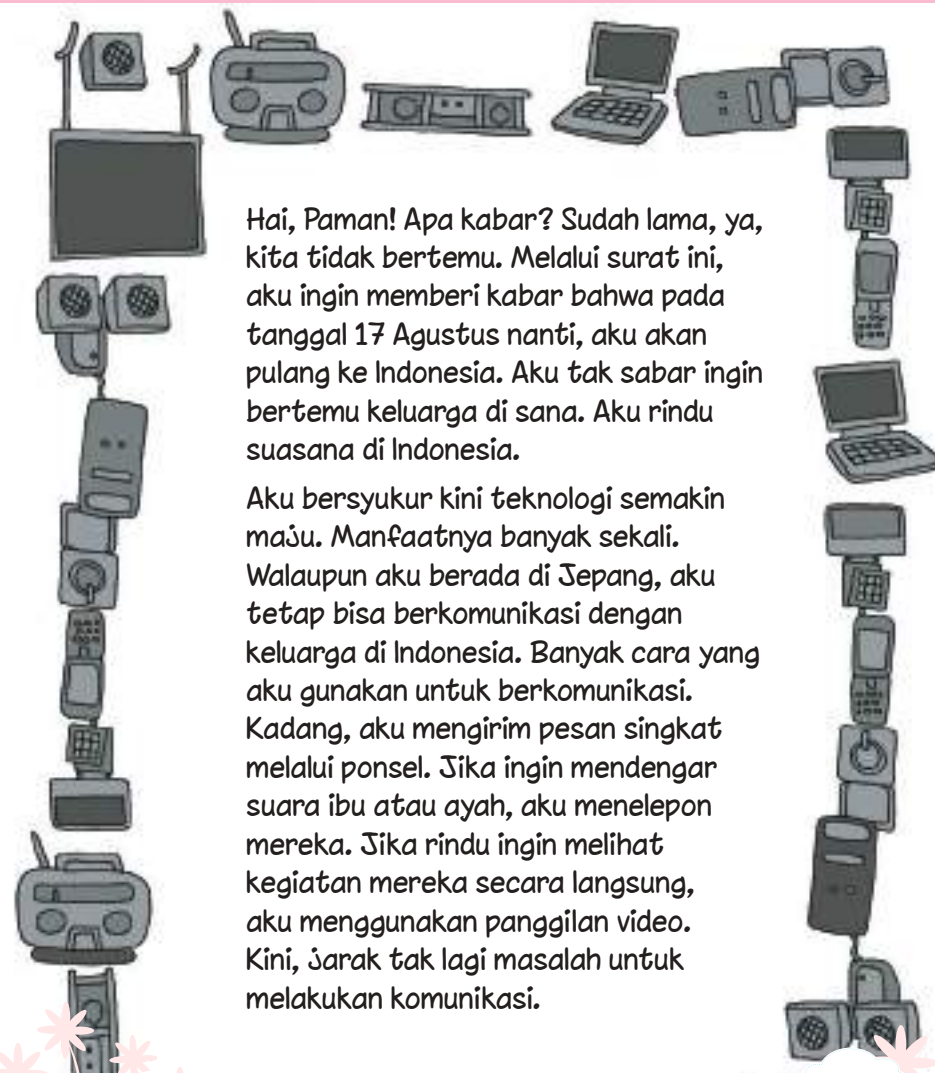 Hai, Paman! Apa kabar? Sudah lama, ya,
kita tidak bertemu. Melalui surat ini,
aku ingin memberi kabar bahwa pada
tanggal 17 Agustus nanti, aku akan
pulang ke Indonesia. Aku tak sabar ingin
bertemu keluarga di sana. Aku rindu
suasana di Indonesia.
Aku bersyukur kini teknologi semakin
maju. Manfaatnya banyak sekali.
Walaupun aku berada di Jepang, aku
tetap bisa berkomunikasi dengan
keluarga di Indonesia. Banyak cara yang
aku gunakan untuk berkomunikasi.
Kadang, aku mengirim pesan singkat
melalui ponsel. Jika ingin mendengar
suara ibu atau ayah, aku menelepon
mereka. Jika rindu ingin melihat
kegiatan mereka secara langsung,
aku menggunakan panggilan video.
Kini, jarak tak lagi masalah untuk
melakukan komunikasi.